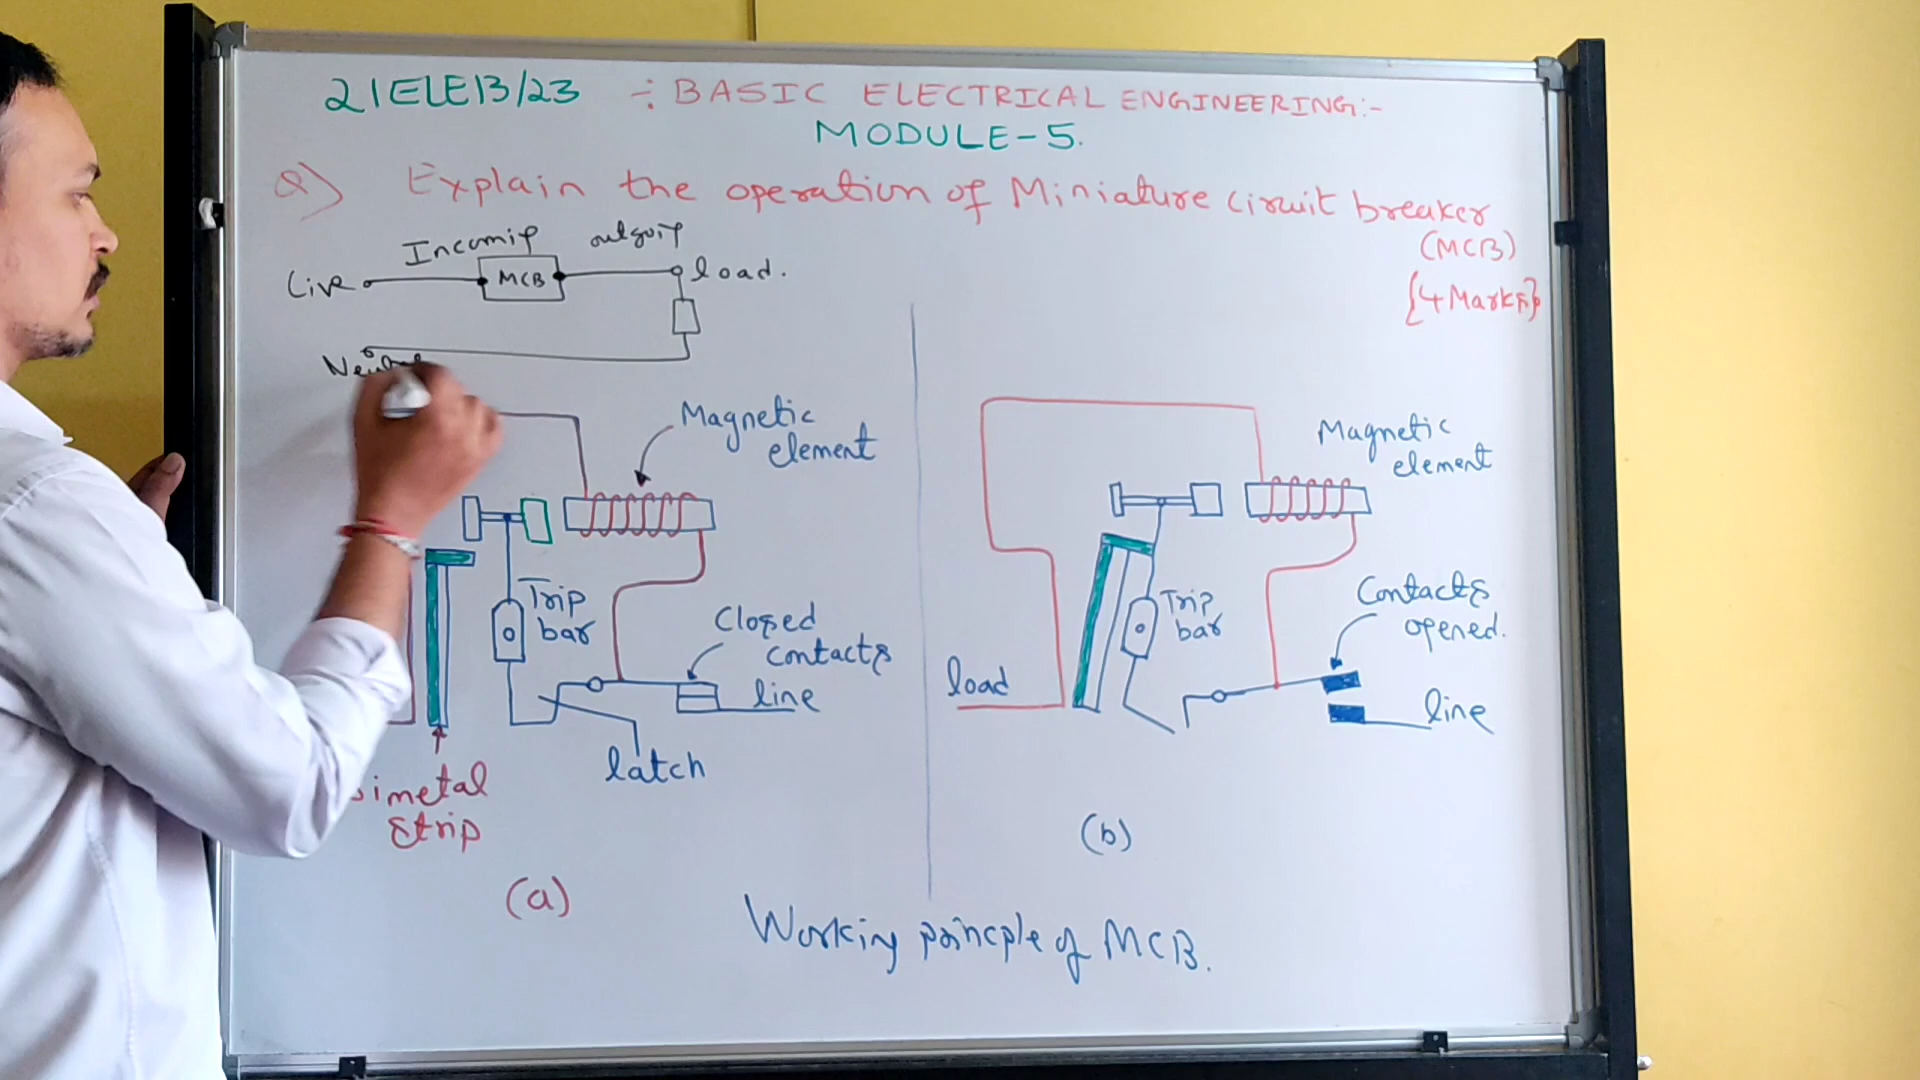 21ELE13/23 ÷ BASIC ELECTRICAL ENGINEERING:-
MODULE-5.
Q) Explain the operation of Miniature circuit breaker
(MCB)
{4 Marks}
Incoming outgoing
Live MCB load.
Magnetic
element
Trip
bar
Closed
contacts
line
latch
strip
(a)
Magnetic
element
Trip
bar
Contacts
opened.
load
line
(b)
Working principle of MCB.